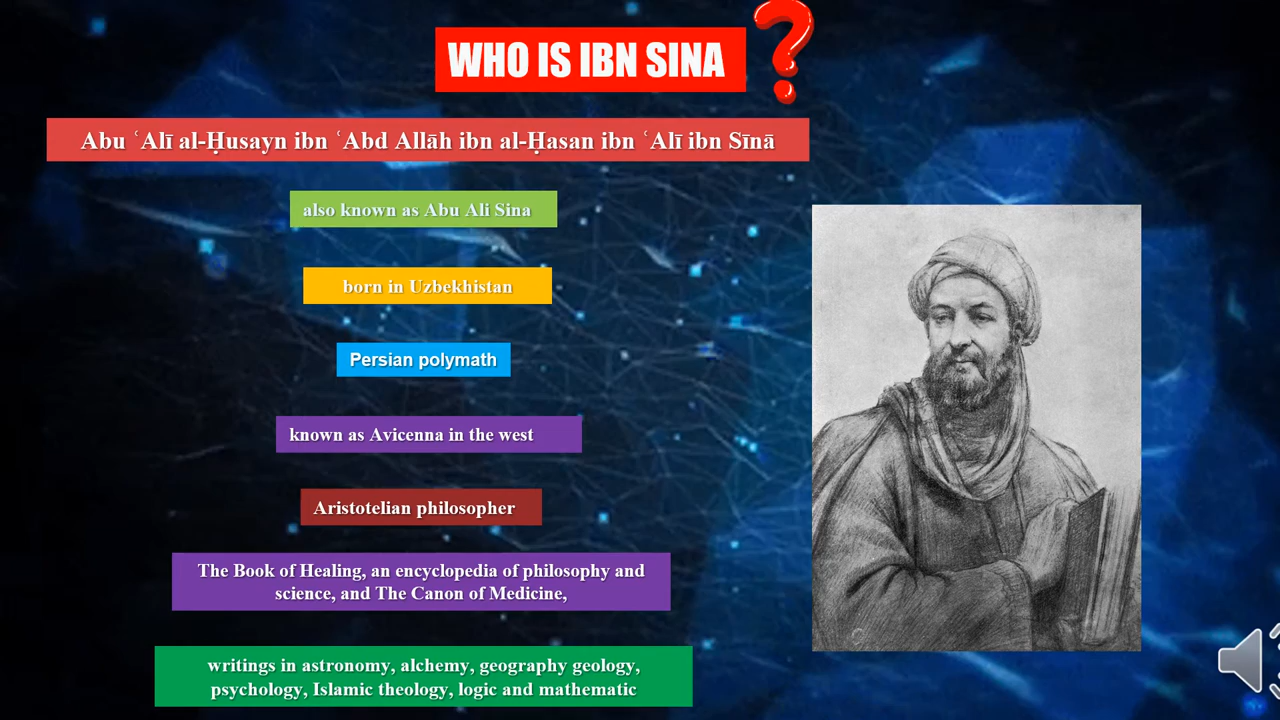 WHO IS IBN SINA ?
Abu ʿAlī al-Ḥusayn ibn ʿAbd Allāh ibn al-Ḥasan ibn ʿAlī ibn Sīnā
also known as Abu Ali Sina
born in Uzbekhistan
Persian polymath
known as Avicenna in the west
Aristotelian philosopher
The Book of Healing, an encyclopedia of philosophy and
science, and The Canon of Medicine,
writings in astronomy, alchemy, geography geology,
psychology, Islamic theology, logic and mathematic